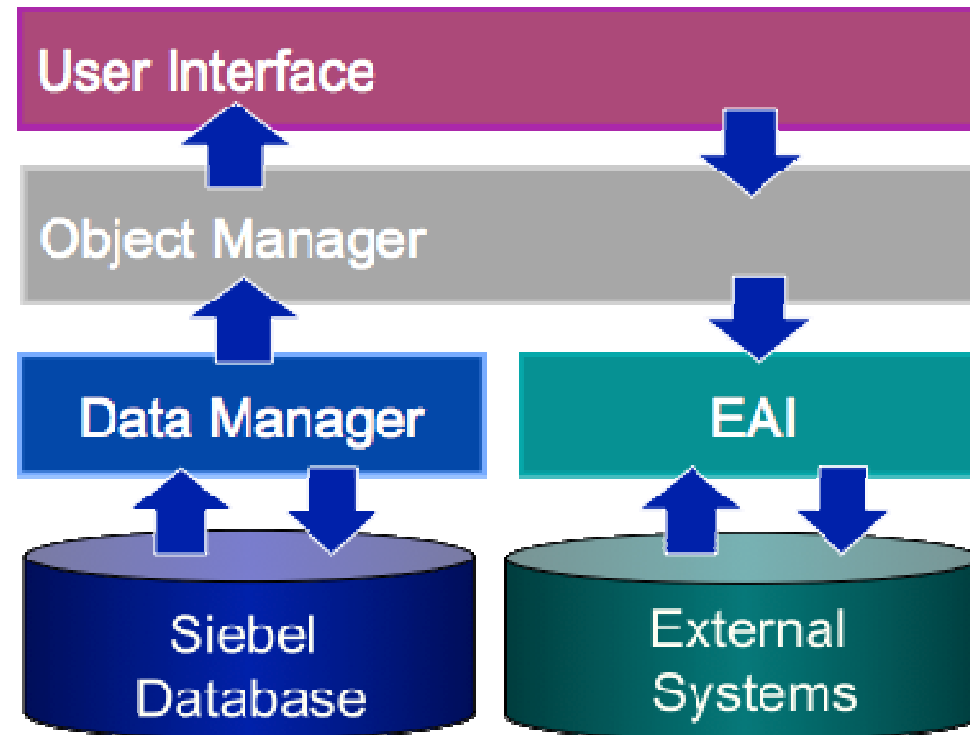 User Interface
Object Manager
Data Manager
EAI
Siebel
Database
External
Systems